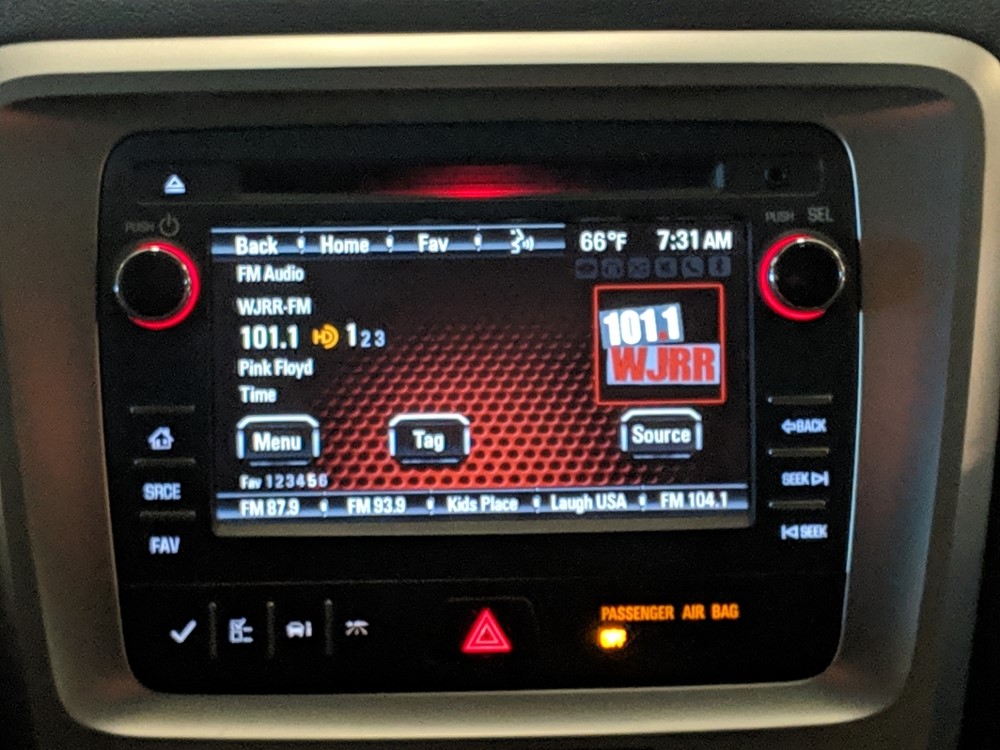 PUSH
PUSH SEL
Back Home Fav 66°F 7:31 AM
FM Audio
WJRR-FM
101.1 HD 1 2 3
Pink Floyd
Time
101.1
WJRR
Menu Tag Source
Fav 1 2 3 4 5 6
FM 87.9 FM 93.9 Kids Place Laugh USA FM 104.1
SRCE
FAV
BACK
SEEK
SEEK
PASSENGER AIR BAG